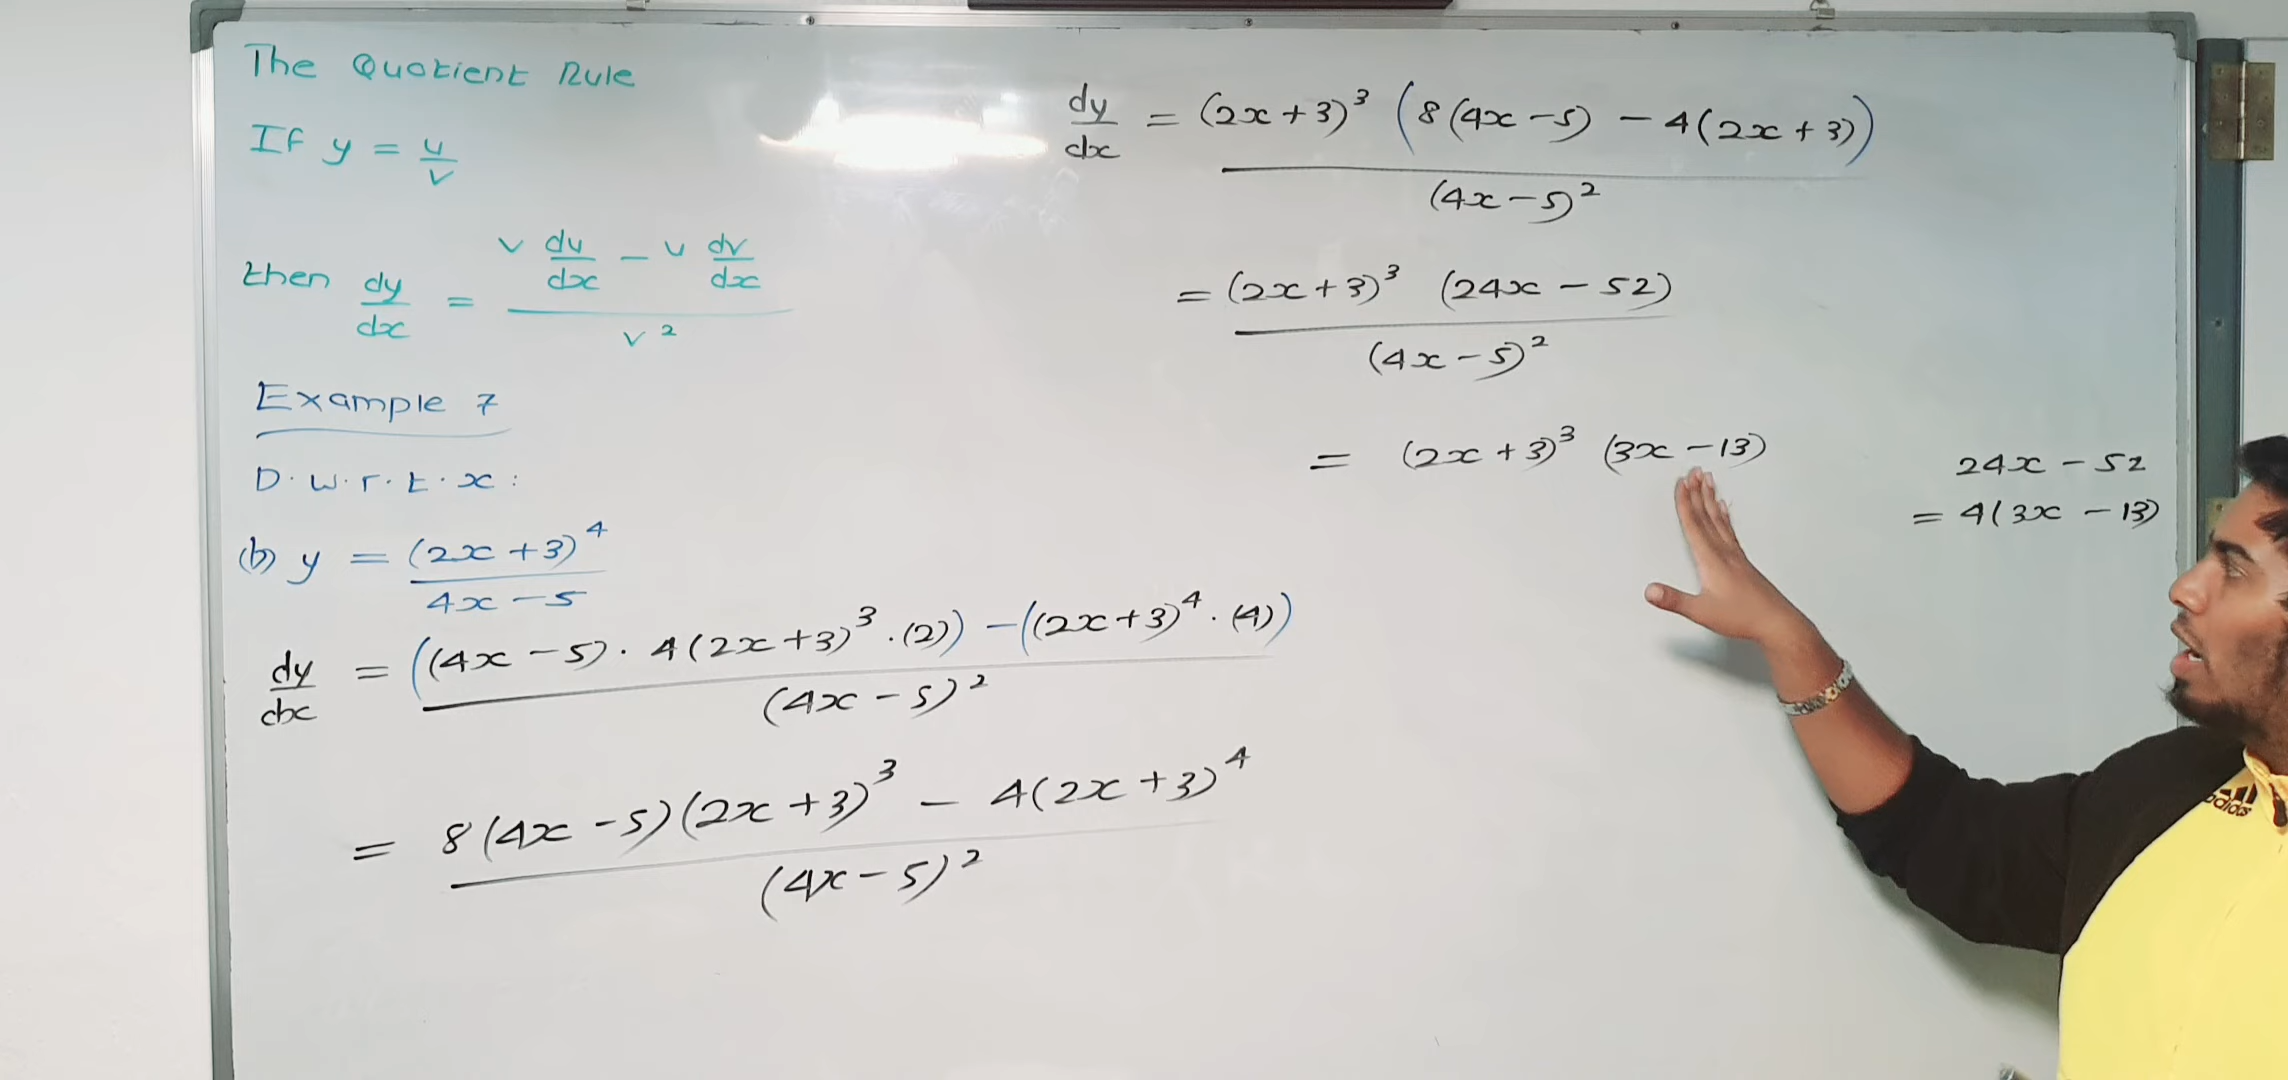 The Quotient Rule
If y = u/v
then dy/dx = (v du/dx - u dv/dx) / v²
Example 7
D.w.r.t.x:
(b) y = (2x+3)⁴ / 4x-5
dy/dx = ((4x-5).4(2x+3)³.(2)) - ((2x+3)⁴.(4)) / (4x-5)²
= 8(4x-5)(2x+3)³ - 4(2x+3)⁴ / (4x-5)²
dy/dx = (2x+3)³ (8(4x-5) - 4(2x+3)) / (4x-5)²
= (2x+3)³ (24x-52) / (4x-5)²
= (2x+3)³ (3x-13)
24x-52
= 4(3x-13)
adidas